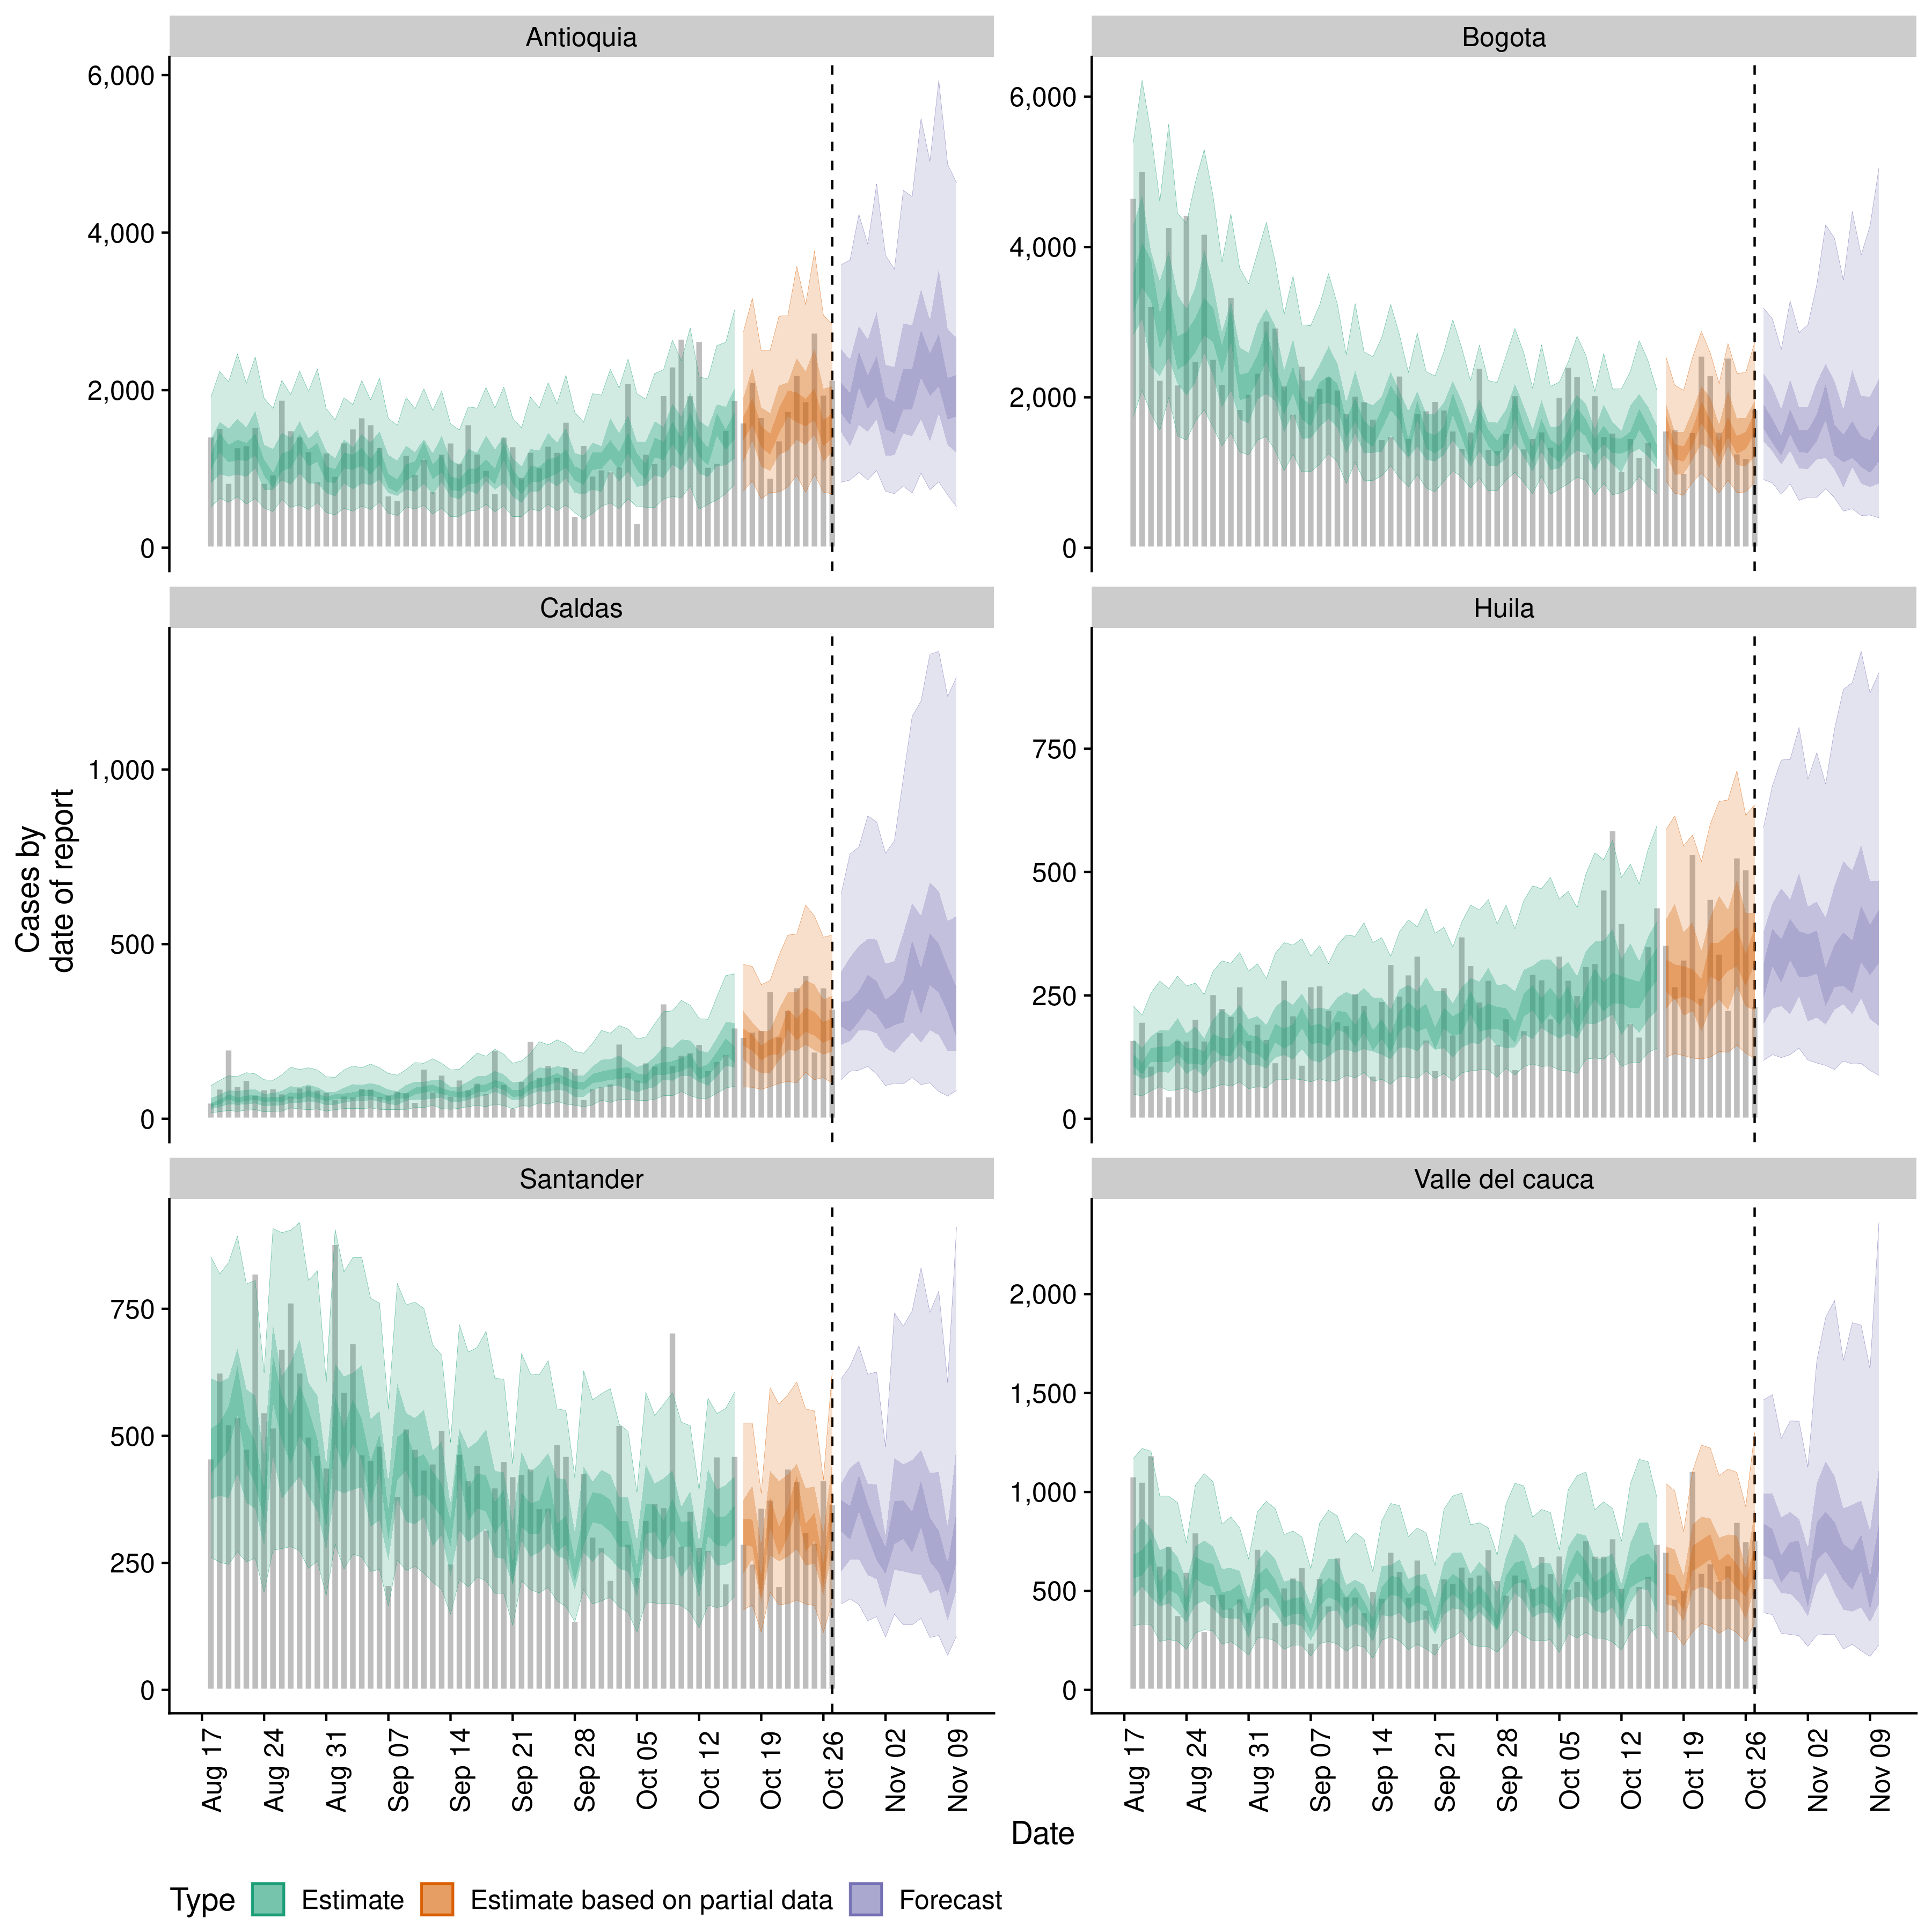 Antioquia
Bogota
6,000
4,000
2,000
0
6,000
4,000
2,000
0
Caldas
Huila
1,000
500
0
750
500
250
0
Santander
Valle del cauca
750
500
250
0
2,000
1,500
1,000
500
0
Cases by
date of report
Aug 17
Aug 24
Aug 31
Sep 07
Sep 14
Sep 21
Sep 28
Oct 05
Oct 12
Oct 19
Oct 26
Nov 02
Nov 09
Aug 17
Aug 24
Aug 31
Sep 07
Sep 14
Sep 21
Sep 28
Oct 05
Oct 12
Oct 19
Oct 26
Nov 02
Nov 09
Date
Type Estimate Estimate based on partial data Forecast